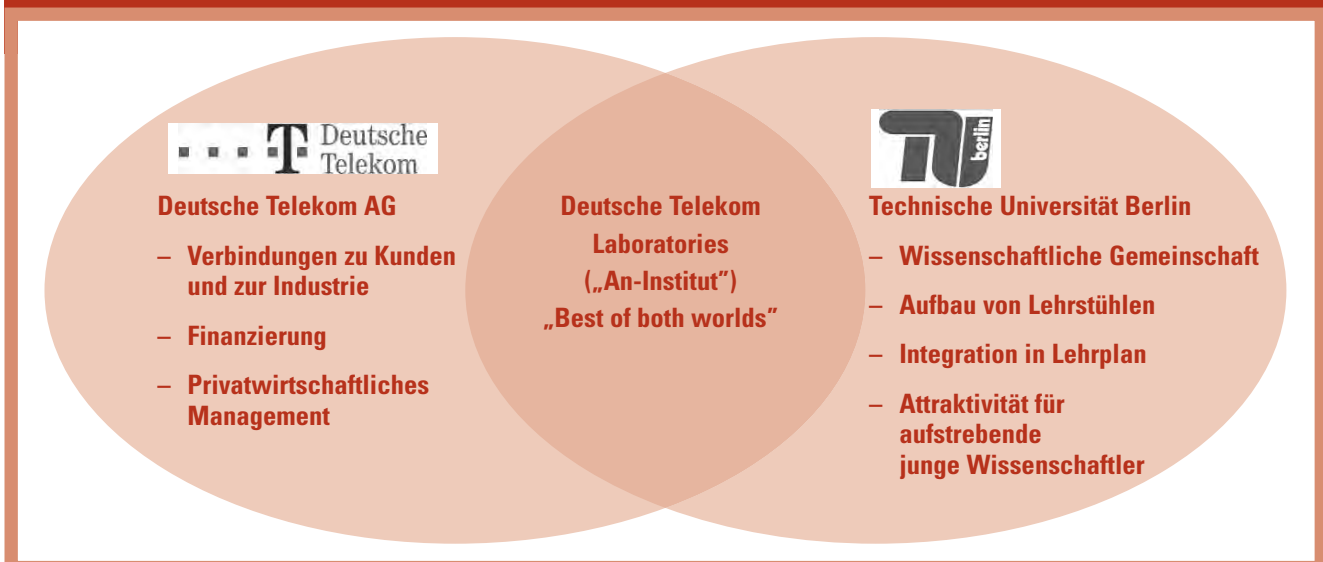 Deutsche
Telekom
Deutsche Telekom AG
– Verbindungen zu Kunden
und zur Industrie
– Finanzierung
– Privatwirtschaftliches
Management
Deutsche Telekom
Laboratories
(„An-Institut”)
„Best of both worlds”
berlin
Technische Universität Berlin
– Wissenschaftliche Gemeinschaft
– Aufbau von Lehrstühlen
– Integration in Lehrplan
– Attraktivität für
aufstrebende
junge Wissenschaftler